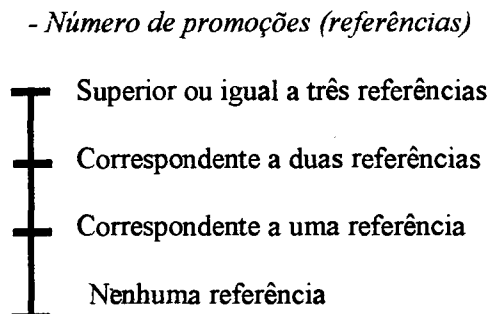 - Número de promoções (referências)
Superior ou igual a três referências
Correspondente a duas referências
Correspondente a uma referência
Nenhuma referência